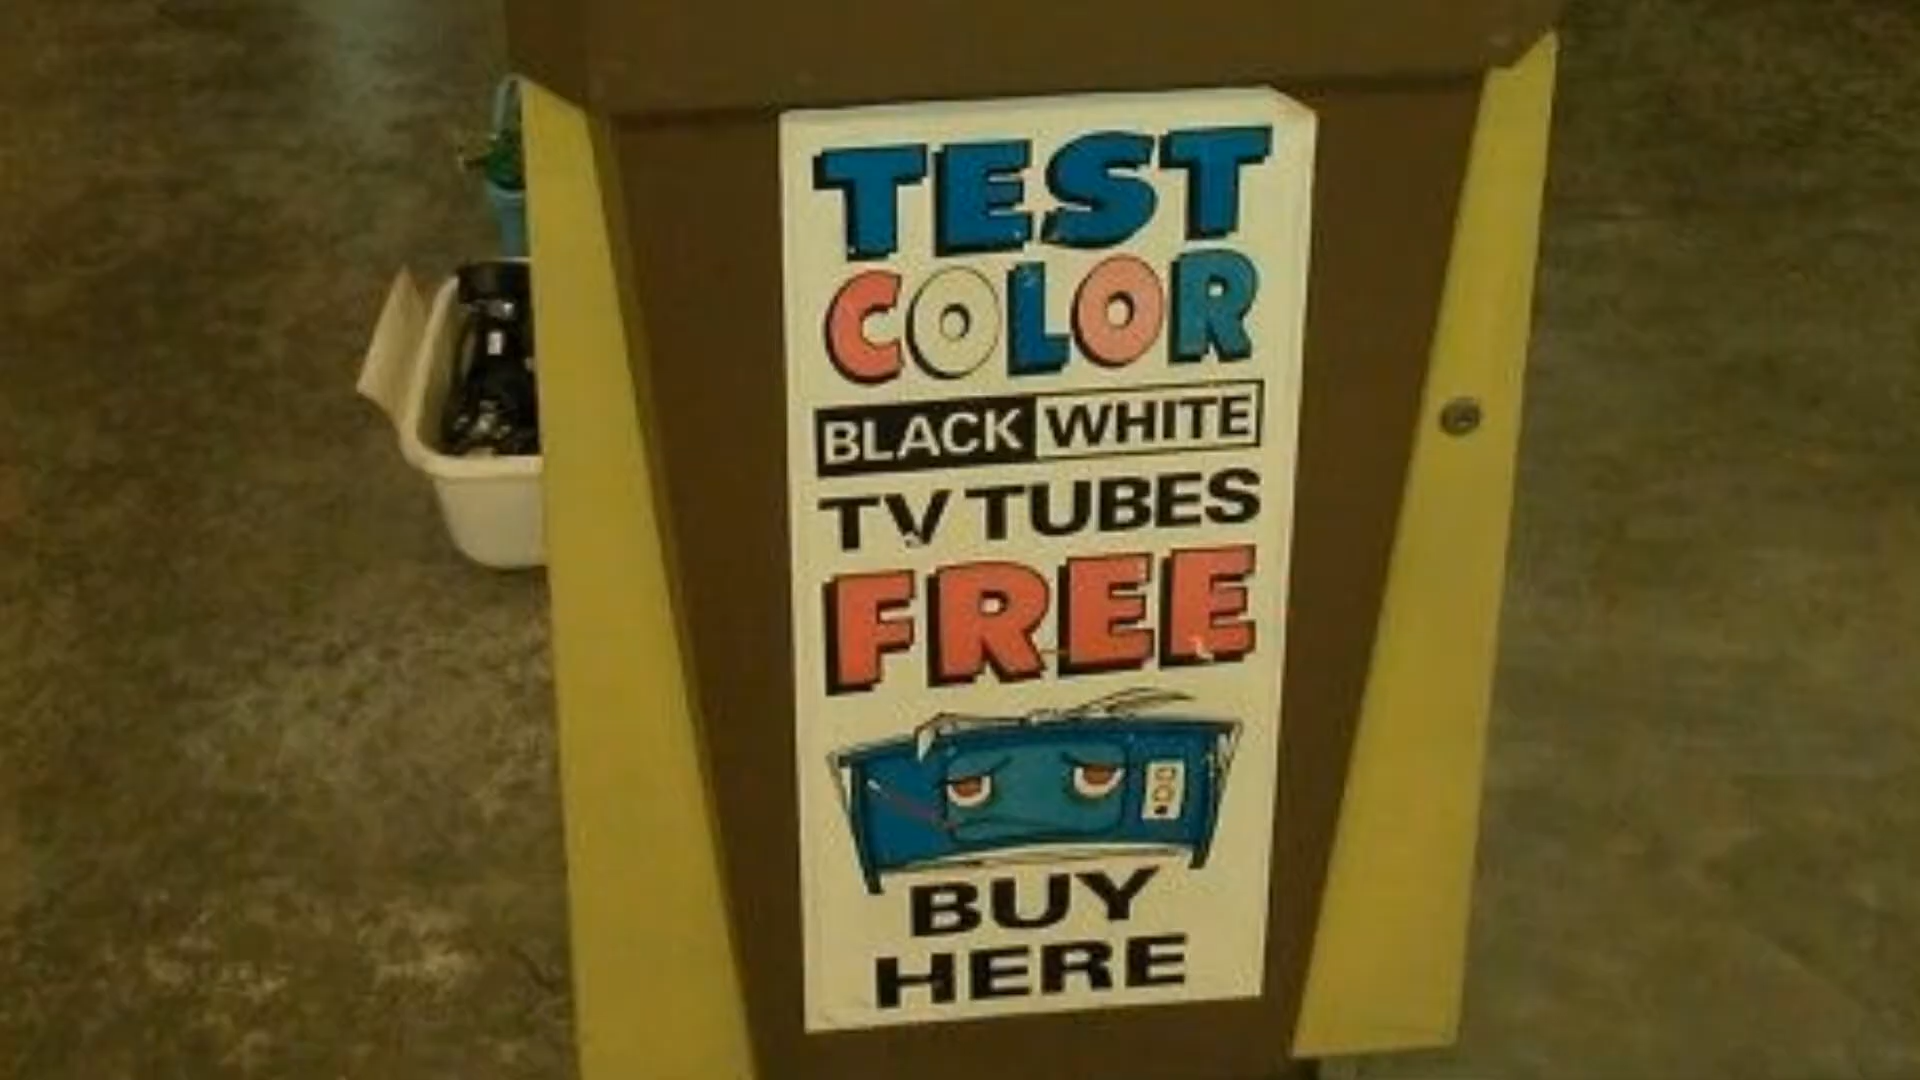 TEST
COLOR
BLACK WHITE
TV TUBES
FREE
BUY
HERE